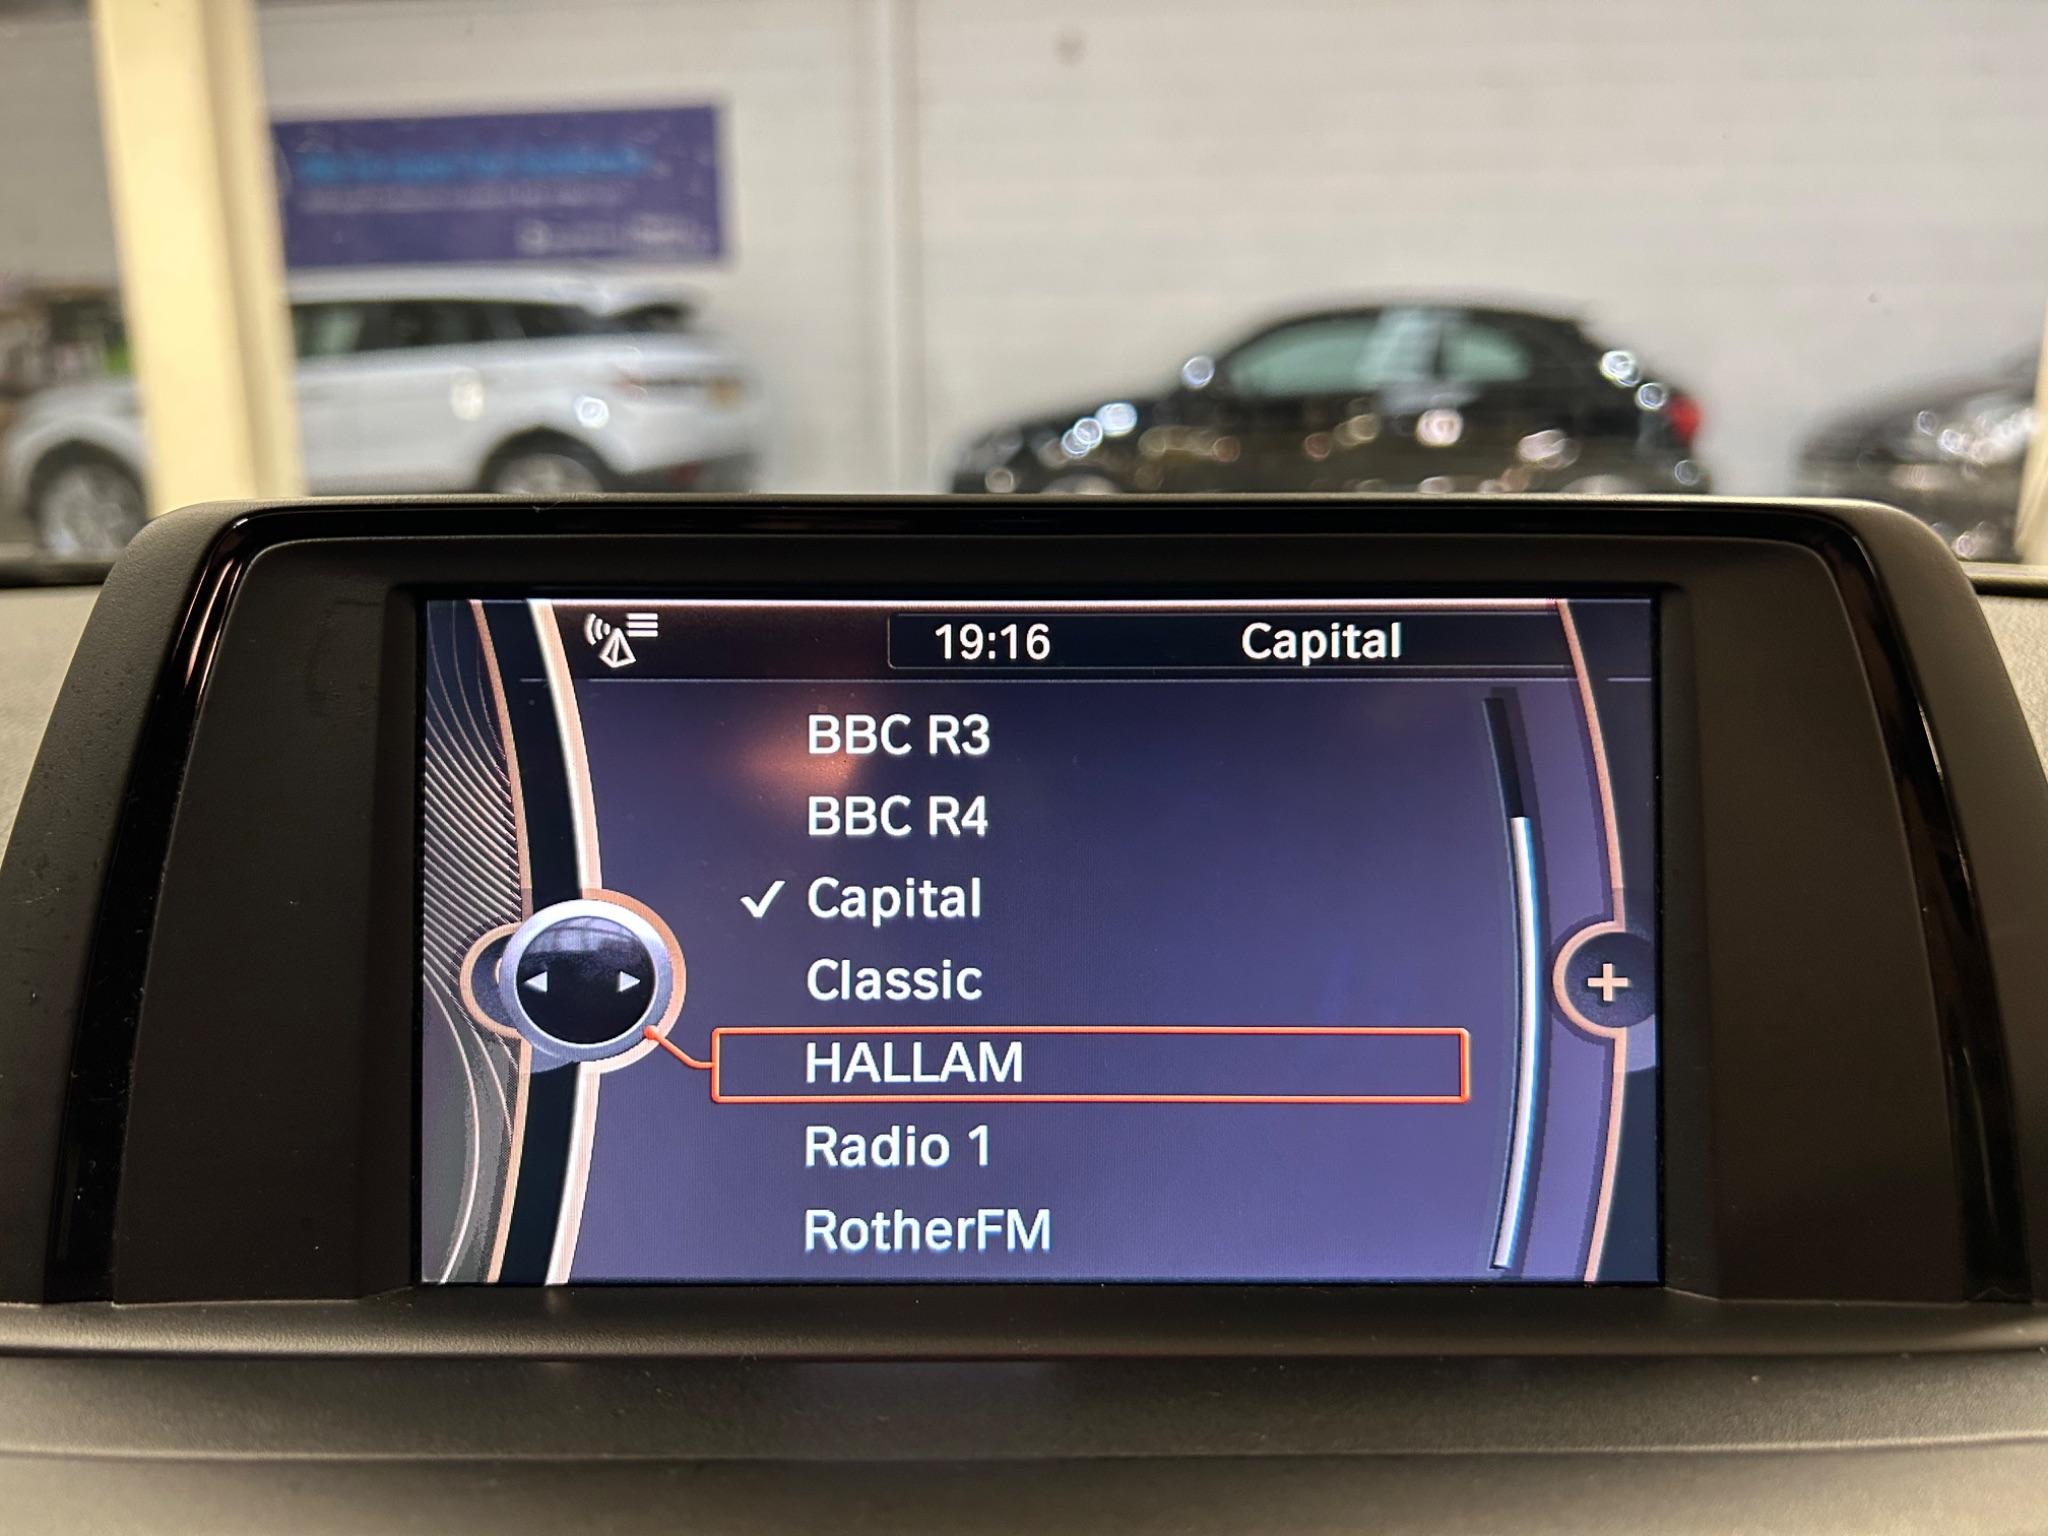 19:16 Capital
BBC R3
BBC R4
Capital
Classic
HALLAM
Radio 1
RotherFM